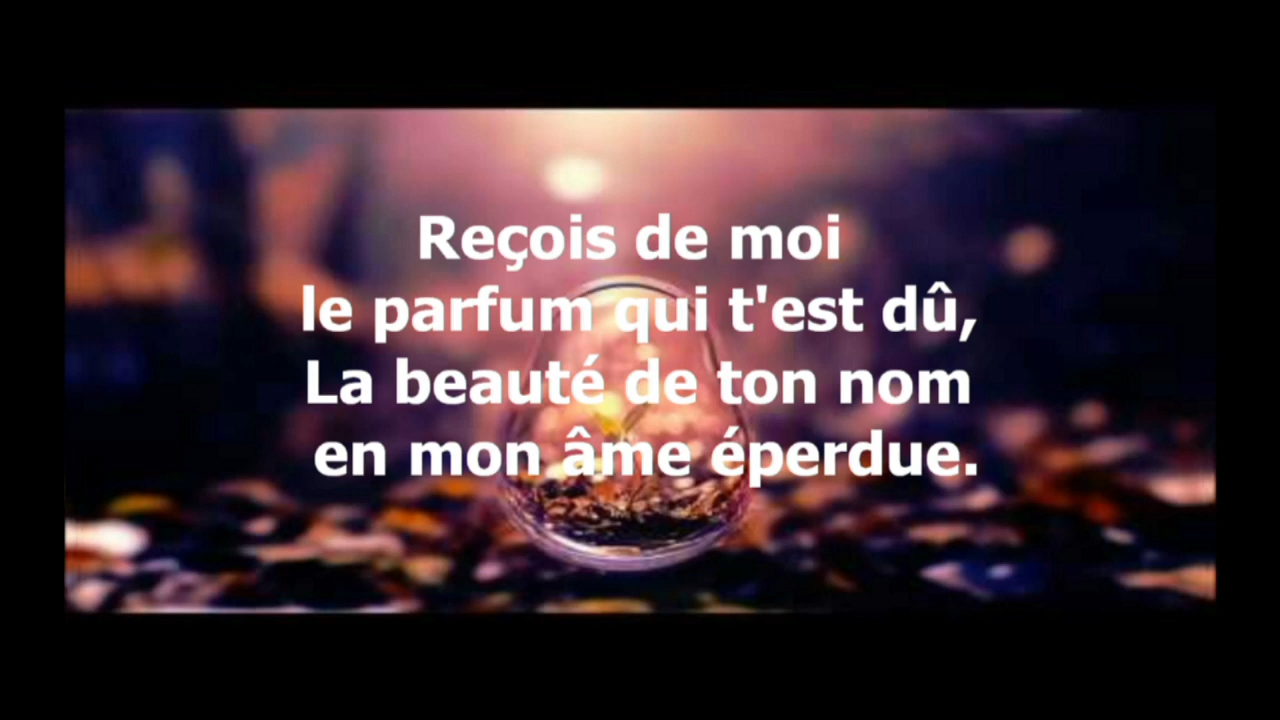 Reçois de moi
le parfum qui t'est dû,
La beauté de ton nom
en mon âme éperdue.